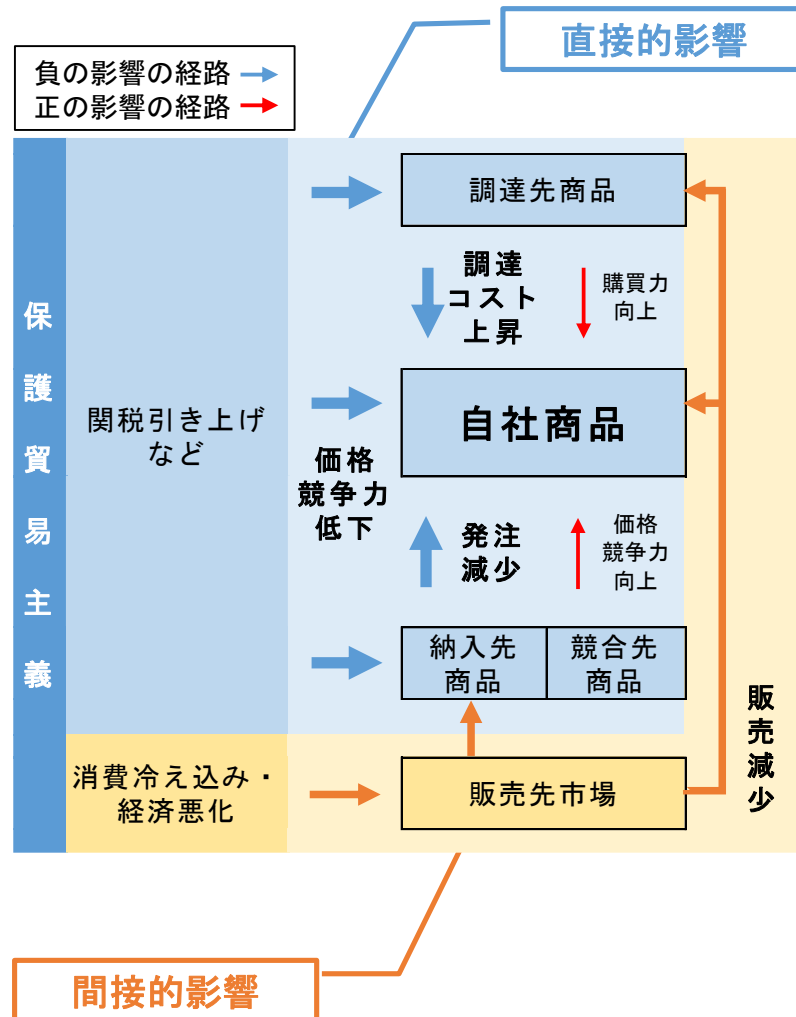 直接的影響
負の影響の経路
正の影響の経路
保護貿易主義
関税引き上げ
など
調達先商品
調達
コスト
上昇
購買力
向上
自社商品
価格
競争力
低下
発注
減少
価格
競争力
向上
納入先
商品
競合先
商品
販売減少
消費冷え込み・
経済悪化
販売先市場
間接的影響